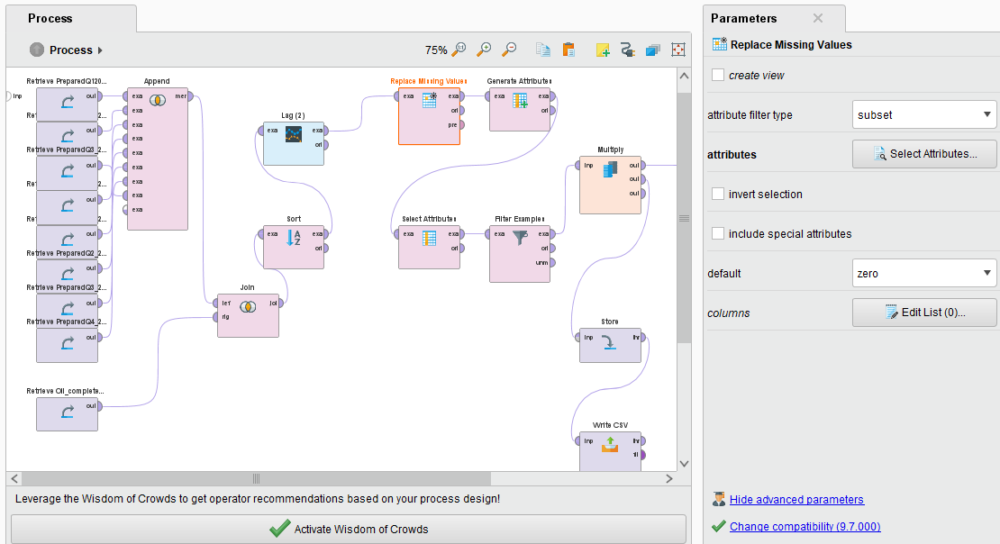 Process
Process
75%
Inp
Retrieve PreparedQ120...
out
Ret
2...
out
Retrieve PreparedQ3_2...
out
Ret
2...
out
Ret
2...
out
Retrieve PreparedQ2_2...
out
Retrieve PreparedQ3_2...
out
Retrieve PreparedQ4_2...
out
Retrieve Oil_complete...
out
Append
exa mer
exa
exa
exa
exa
exa
exa
exa
exa
Join
lef joi
rig
Sort
exa exa
ori
Lag (2)
exa exa
ori
Replace Missing Values
exa exa
ori
pre
Generate Attributes
exa exa
ori
Select Attributes
exa exa
ori
Filter Examples
exa exa
ori
unm
Multiply
inp out
out
out
Store
inp thr
Write CSV
inp thr
fil
Leverage the Wisdom of Crowds to get operator recommendations based on your process design!
Activate Wisdom of Crowds
Parameters
Replace Missing Values
create view
attribute filter type
subset
attributes
Select Attributes...
invert selection
include special attributes
default
zero
columns
Edit List (0)...
Hide advanced parameters
Change compatibility (9.7.000)